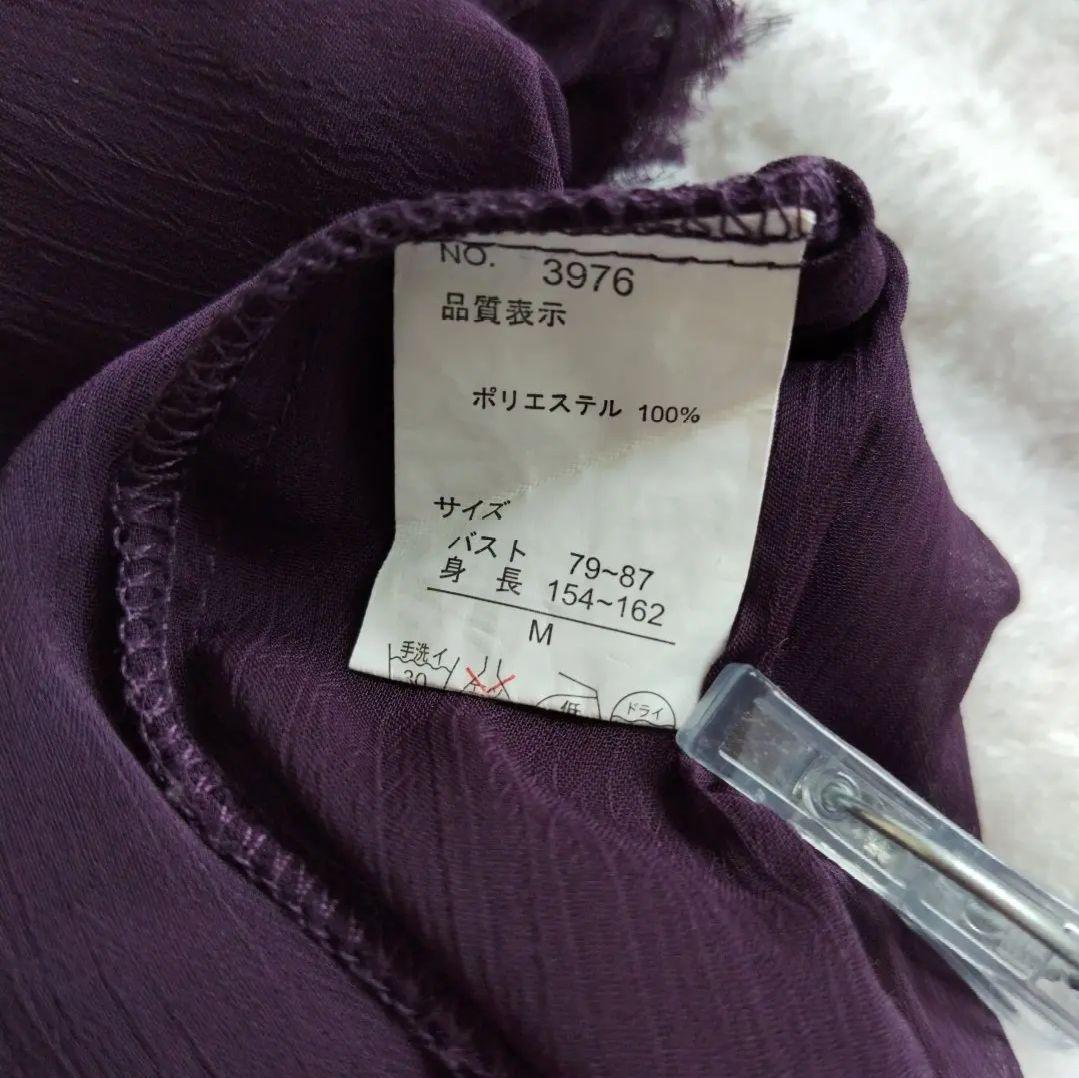 NO. 3976
品質表示
ポリエステル 100%
サイズ
バスト 79~87
身長 154~162
M
手洗イ
30
低
ドライ